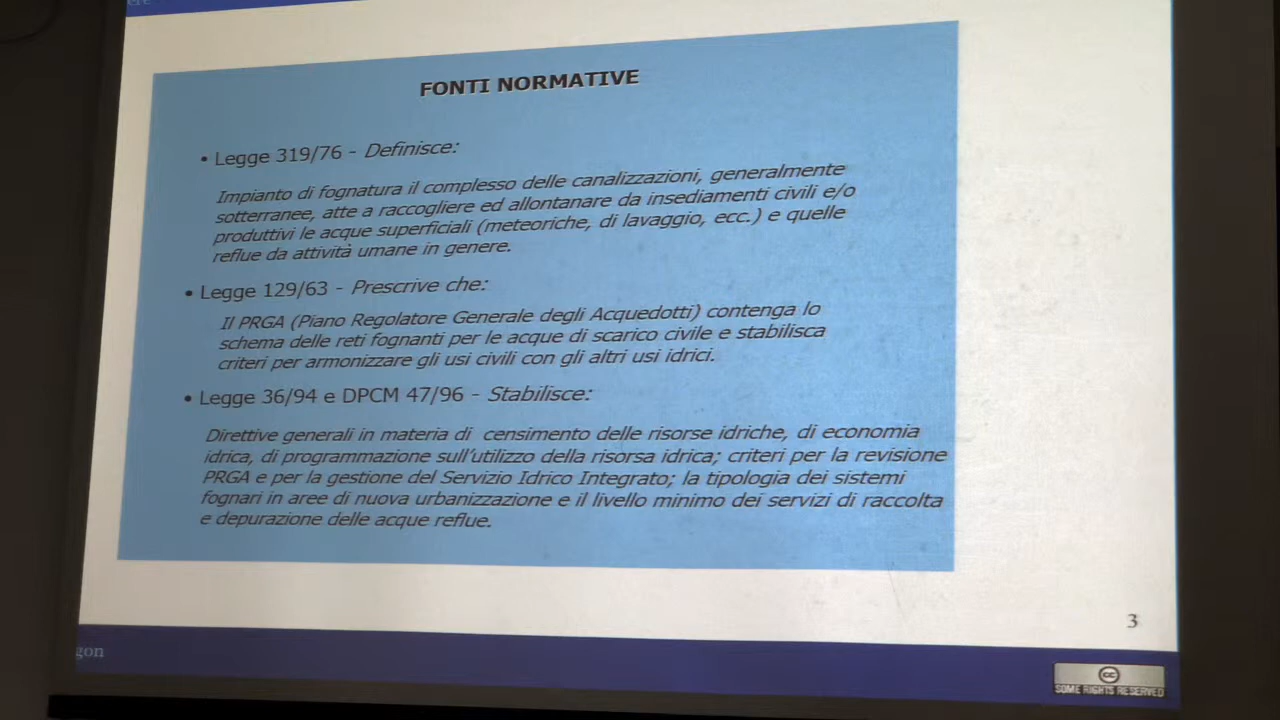 ere
FONTI NORMATIVE
• Legge 319/76 - Definisce:
Impianto di fognatura il complesso delle canalizzazioni, generalmente
sotterranee, atte a raccogliere ed allontanare da insediamenti civili e/o
produttivi le acque superficiali (meteoriche, di lavaggio, ecc.) e quelle
reflue da attività umane in genere.
• Legge 129/63 - Prescrive che:
Il PRGA (Piano Regolatore Generale degli Acquedotti) contenga lo
schema delle reti fognanti per le acque di scarico civile e stabilisca
criteri per armonizzare gli usi civili con gli altri usi idrici.
• Legge 36/94 e DPCM 47/96 - Stabilisce:
Direttive generali in materia di censimento delle risorse idriche, di economia
idrica, di programmazione sull'utilizzo della risorsa idrica; criteri per la revisione
PRGA e per la gestione del Servizio Idrico Integrato; la tipologia dei sistemi
fognari in aree di nuova urbanizzazione e il livello minimo dei servizi di raccolta
e depurazione delle acque reflue.
3
gon
cc
SOME RIGHTS RESERVED